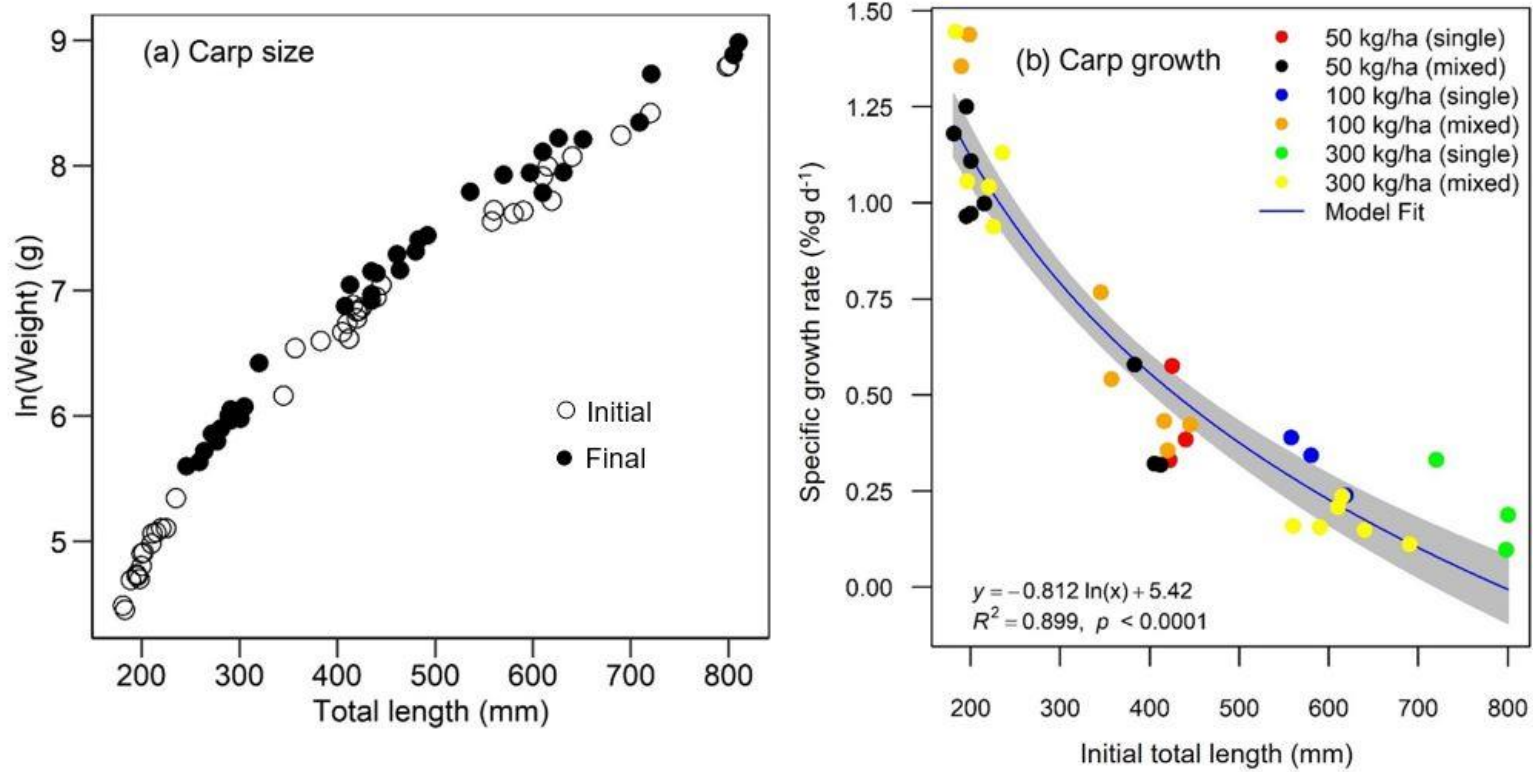 (a) Carp size
9
8
7
6
5
ln(Weight) (g)
Initial
Final
200 300 400 500 600 700 800
Total length (mm)
(b) Carp growth
1.50
1.25
1.00
0.75
0.50
0.25
0.00
Specific growth rate (%g d⁻¹)
50 kg/ha (single)
50 kg/ha (mixed)
100 kg/ha (single)
100 kg/ha (mixed)
300 kg/ha (single)
300 kg/ha (mixed)
Model Fit
y = −0.812 ln(x) + 5.42
R² = 0.899, p < 0.0001
200 300 400 500 600 700 800
Initial total length (mm)